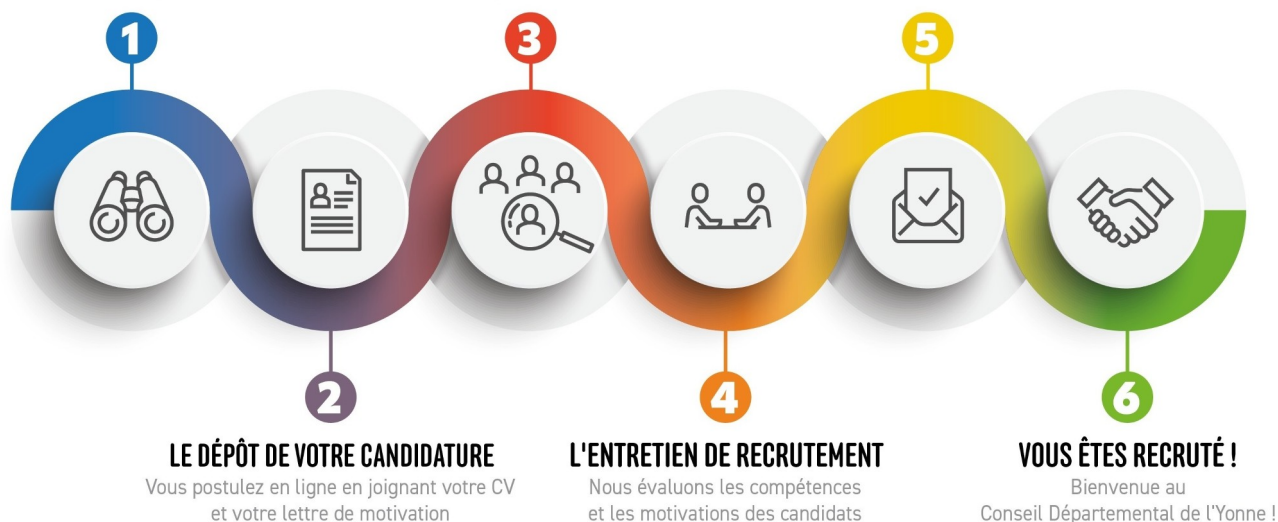 1
3
5
2
4
6
LE DÉPÔT DE VOTRE CANDIDATURE
Vous postulez en ligne en joignant votre CV
et votre lettre de motivation
L'ENTRETIEN DE RECRUTEMENT
Nous évaluons les compétences
et les motivations des candidats
VOUS ÊTES RECRUTÉ !
Bienvenue au
Conseil Départemental de l'Yonne !